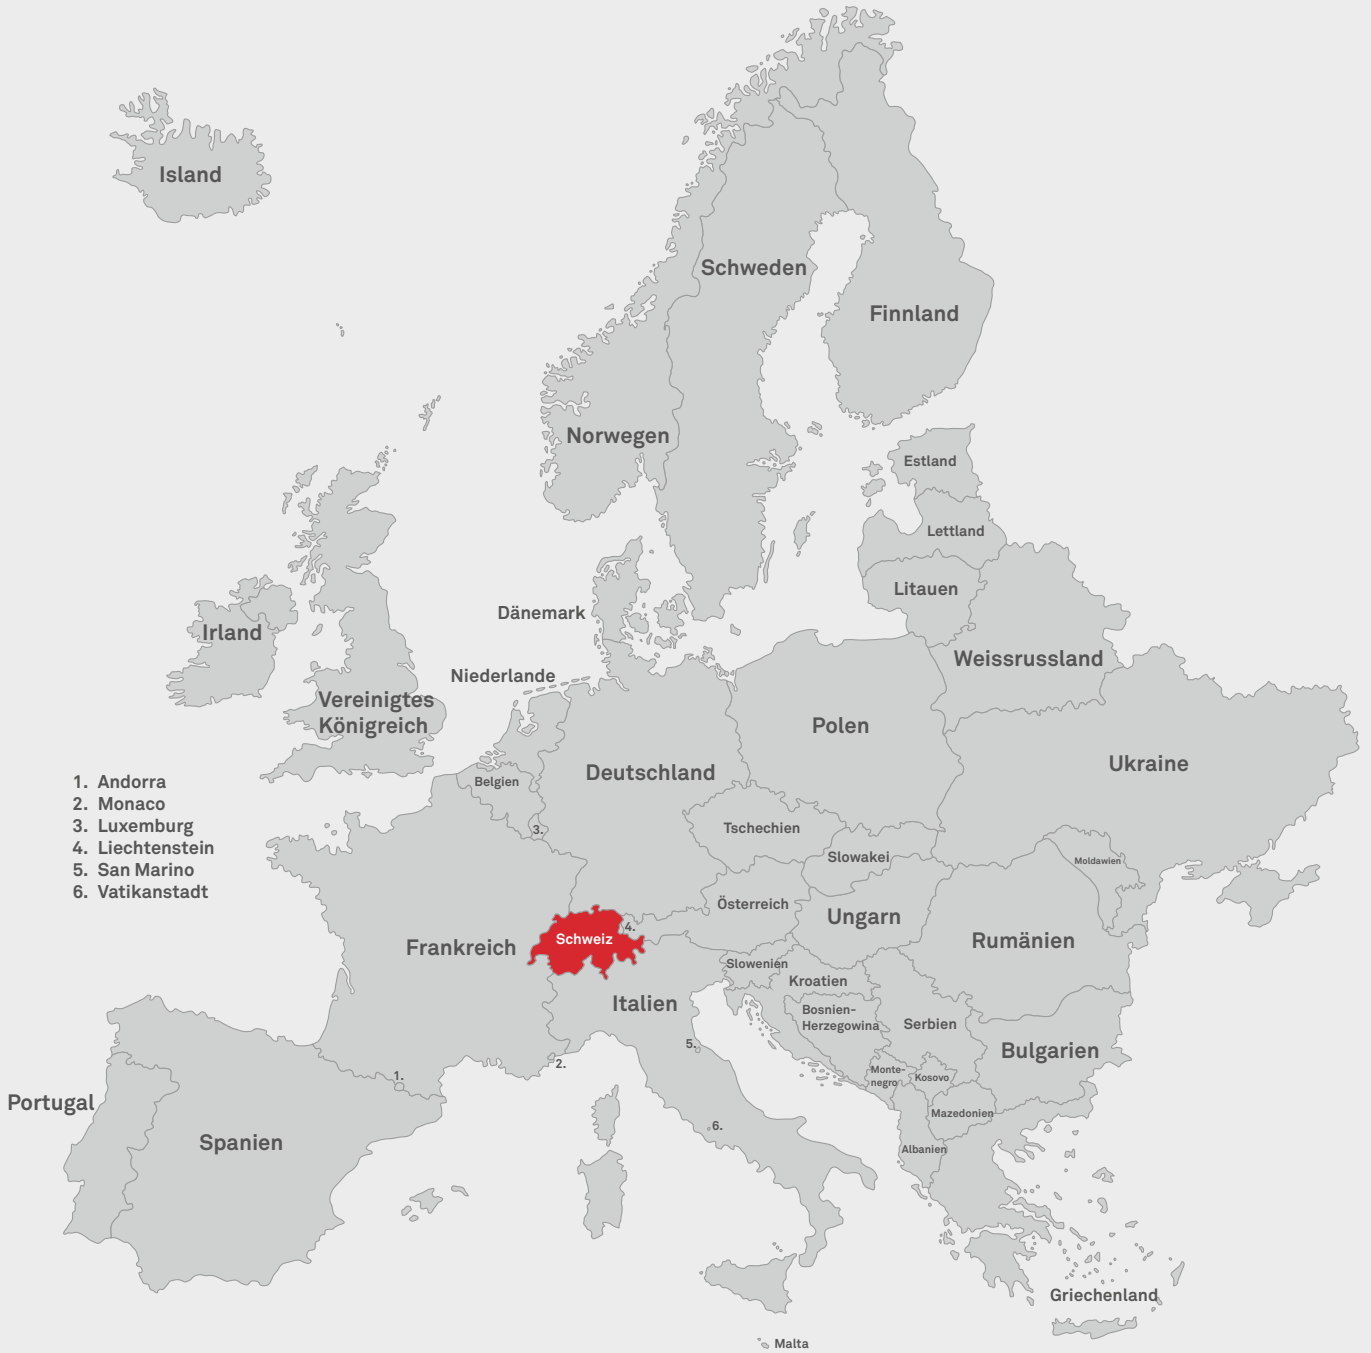 Island
Schweden
Finnland
Norwegen
Estland
Lettland
Litauen
Dänemark
Irland
Weissrussland
Niederlande
Vereinigtes
Königreich
Polen
Ukraine
Deutschland
Belgien
1. Andorra
2. Monaco
3. Luxemburg
4. Liechtenstein
5. San Marino
6. Vatikanstadt
3.
Tschechien
Slowakei
Moldawien
Österreich
Ungarn
4.
Schweiz
Frankreich
Rumänien
Slowenien
Kroatien
Italien
Bosnien-
Herzegowina
Serbien
5.
Bulgarien
2.
1.
Monte-
negro
Kosovo
Portugal
Mazedonien
6.
Spanien
Albanien
Griechenland
Malta